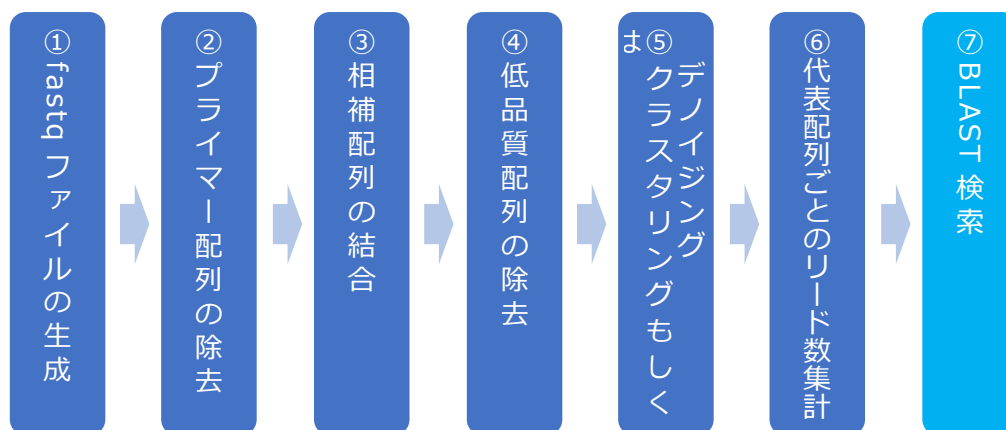 ①fastq ファイルの生成
②プライマー配列の除去
③相補配列の結合
④低品質配列の除去
デノイジング
⑤クラスタリングもしく
は
⑥代表配列ごとのリード数集計
⑦BLAST 検索